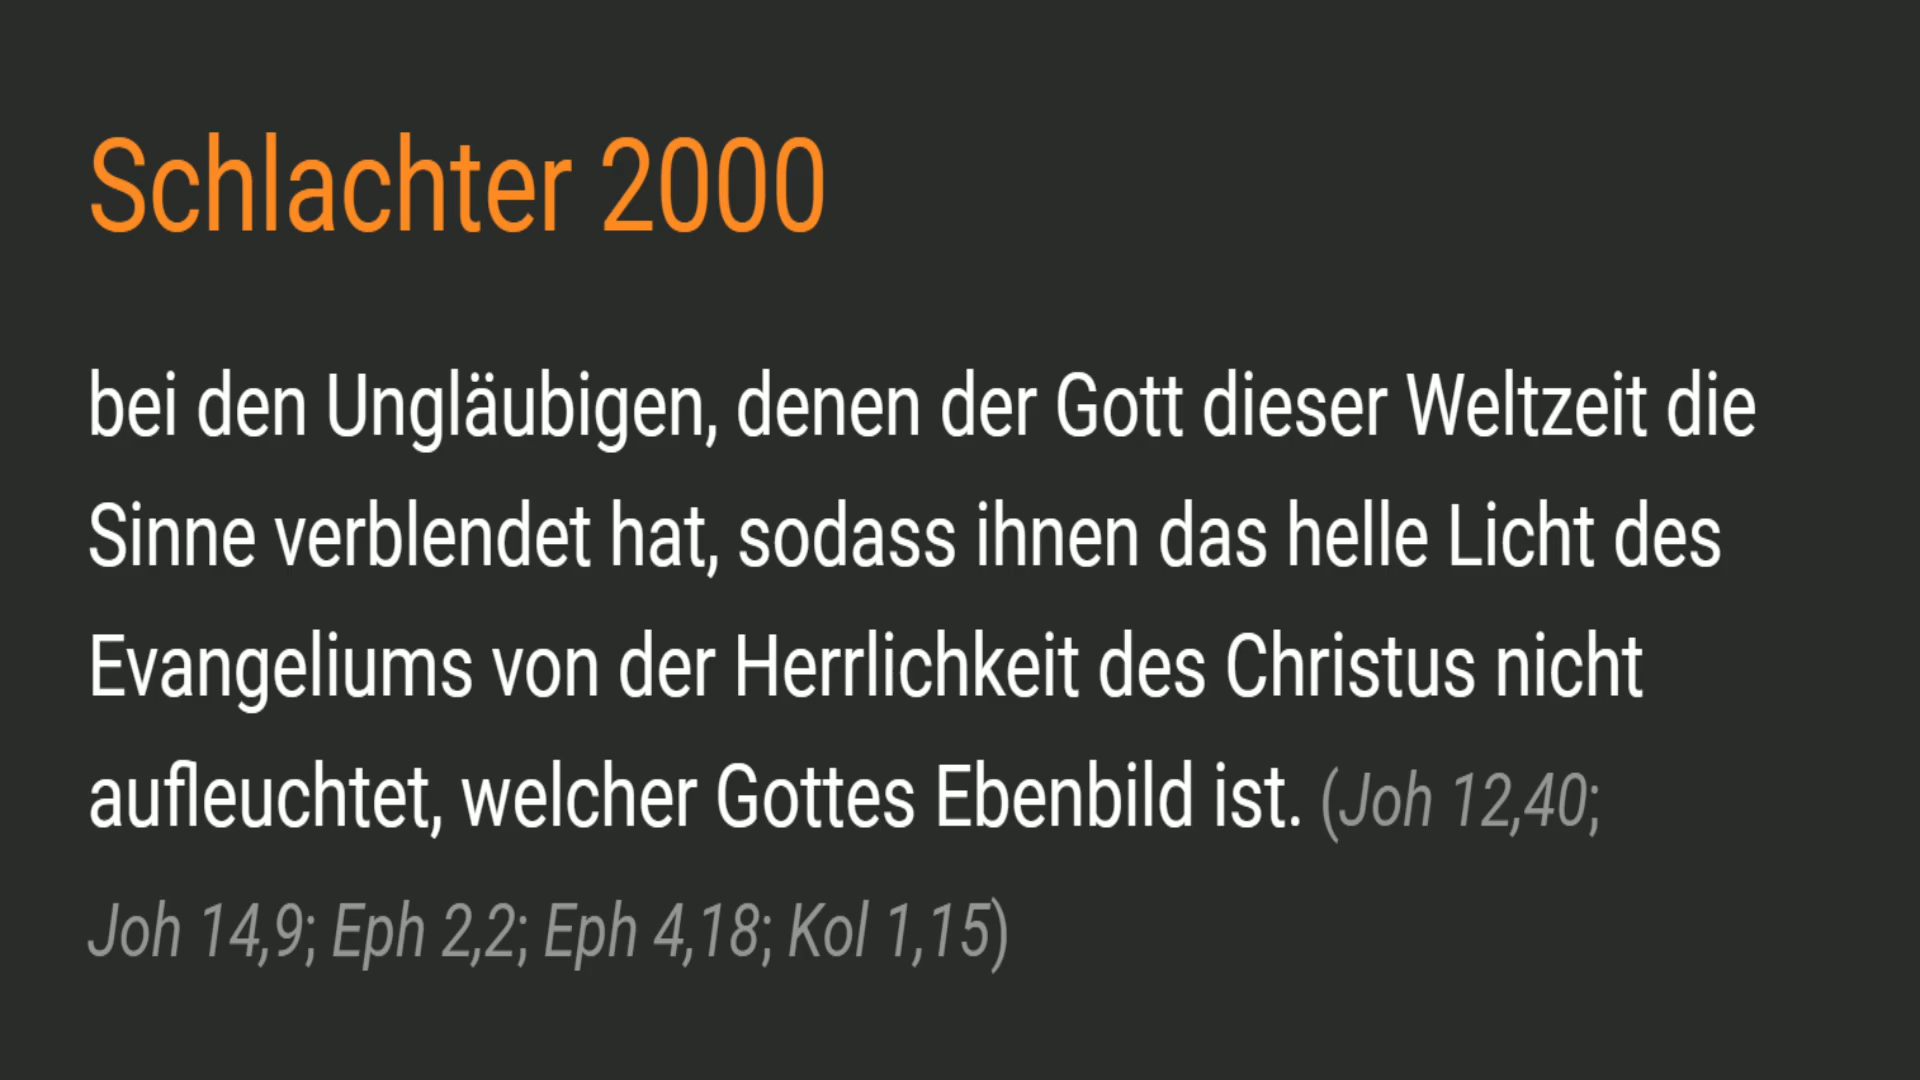 Schlachter 2000
bei den Ungläubigen, denen der Gott dieser Weltzeit die
Sinne verblendet hat, sodass ihnen das helle Licht des
Evangeliums von der Herrlichkeit des Christus nicht
aufleuchtet, welcher Gottes Ebenbild ist. (Joh 12,40;
Joh 14,9; Eph 2,2; Eph 4,18; Kol 1,15)